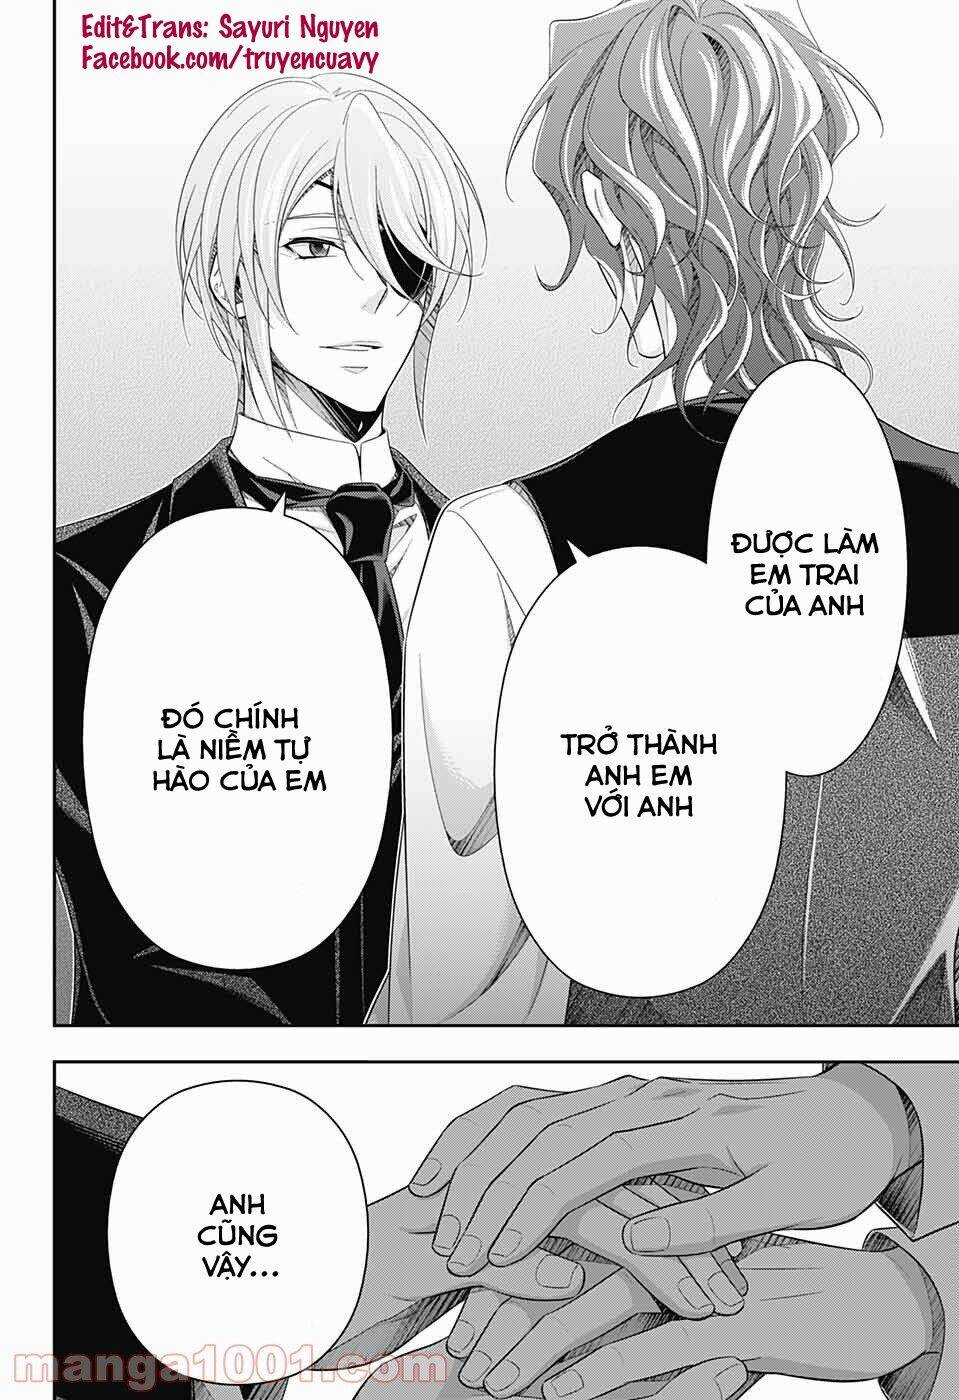 Edit&Trans: Sayuri Nguyen
Facebook.com/truyencuavy
ĐƯỢC LÀM
EM TRAI
CỦA ANH
TRỞ THÀNH
ANH EM
VỚI ANH
ĐÓ CHÍNH
LÀ NIỀM TỰ
HÀO CỦA EM
ANH
CŨNG
VẬY...
manga1001.com